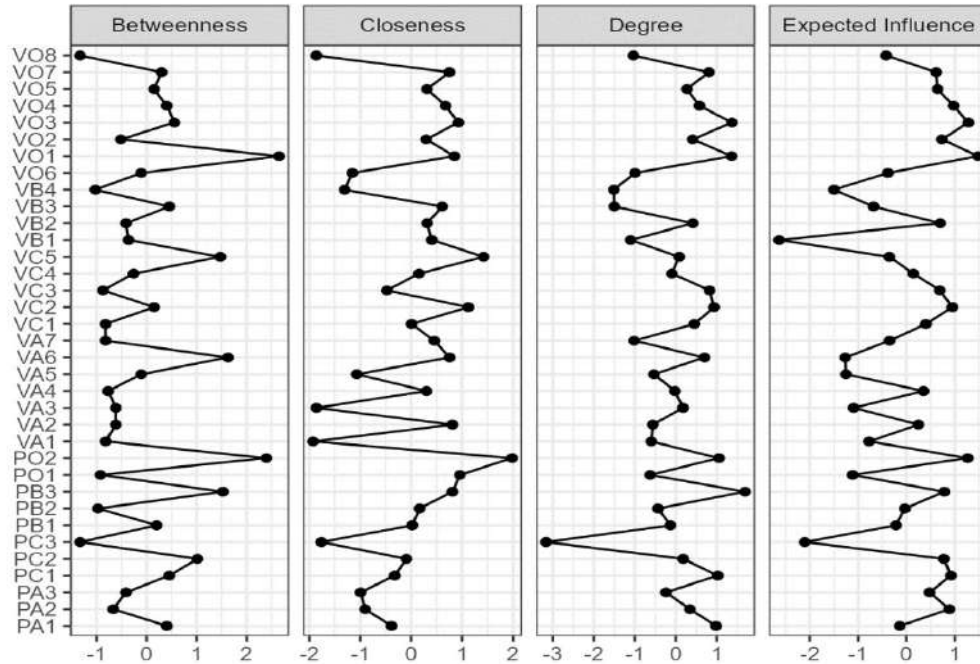 Betweenness Closeness Degree Expected Influence
VO8
VO7
VO5
VO4
VO3
VO2
VO1
VO6
VB4
VB3
VB2
VB1
VC5
VC4
VC3
VC2
VC1
VA7
VA6
VA5
VA4
VA3
VA2
VA1
PO2
PO1
PB3
PB2
PB1
PC3
PC2
PC1
PA3
PA2
PA1
-1 0 1 2 -2 -1 0 1 2 -3 -2 -1 0 1 -2 -1 0 1